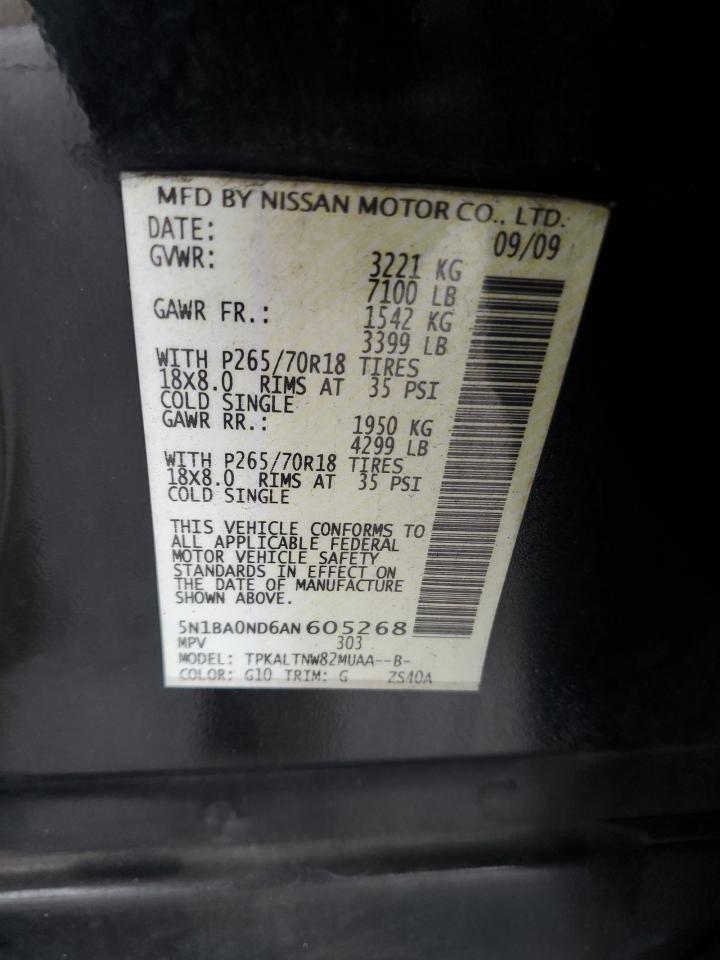 MFD BY NISSAN MOTOR CO., LTD.
DATE: 09/09
GVWR: 3221 KG
7100 LB
GAWR FR.: 1542 KG
3399 LB
WITH P265/70R18 TIRES
18X8.0 RIMS AT 35 PSI
COLD SINGLE
GAWR RR.: 1950 KG
4299 LB
WITH P265/70R18 TIRES
18X8.0 RIMS AT 35 PSI
COLD SINGLE
THIS VEHICLE CONFORMS TO
ALL APPLICABLE FEDERAL
MOTOR VEHICLE SAFETY
STANDARDS IN EFFECT ON
THE DATE OF MANUFACTURE
SHOWN ABOVE.
5N1BA0ND6AN 605268
MPV 303
MODEL: TPKALTNW82MUAA--B-
COLOR: G10 TRIM: G ZS40A